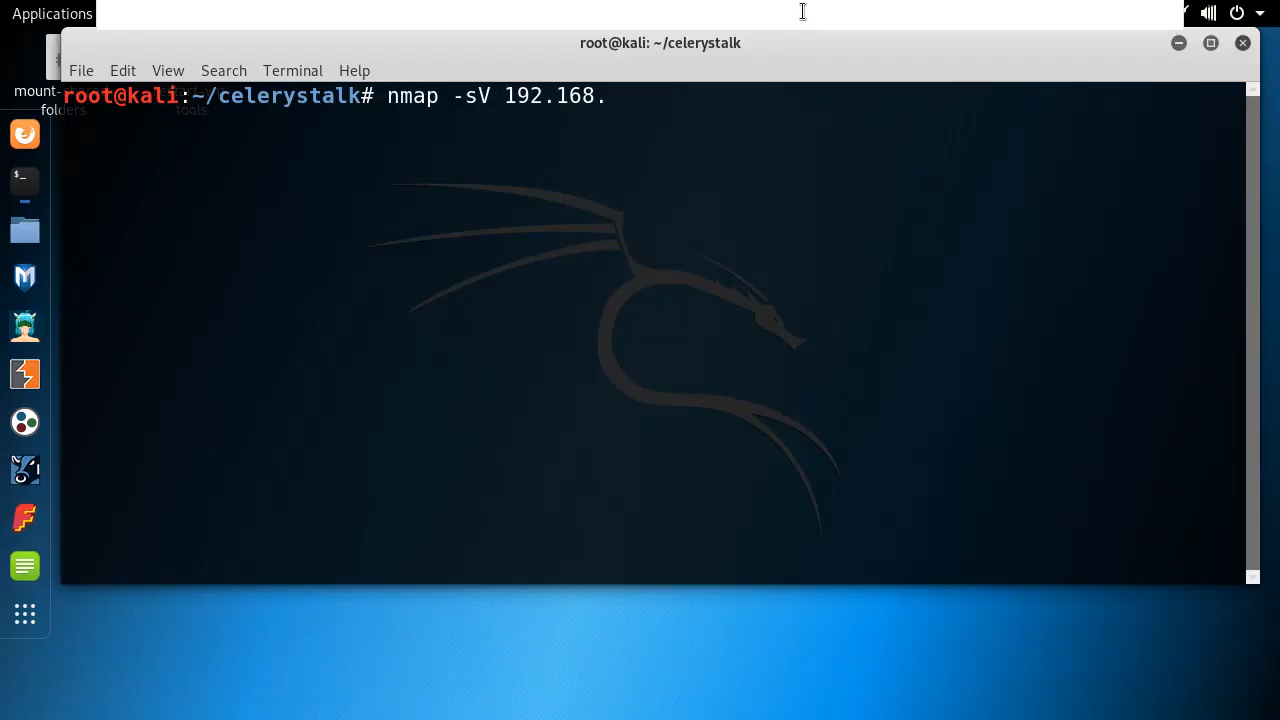 Applications
root@kali: ~/celerystalk
File Edit View Search Terminal Help
root@kali:~/celerystalk# nmap -sV 192.168.
mount-
folders
tools